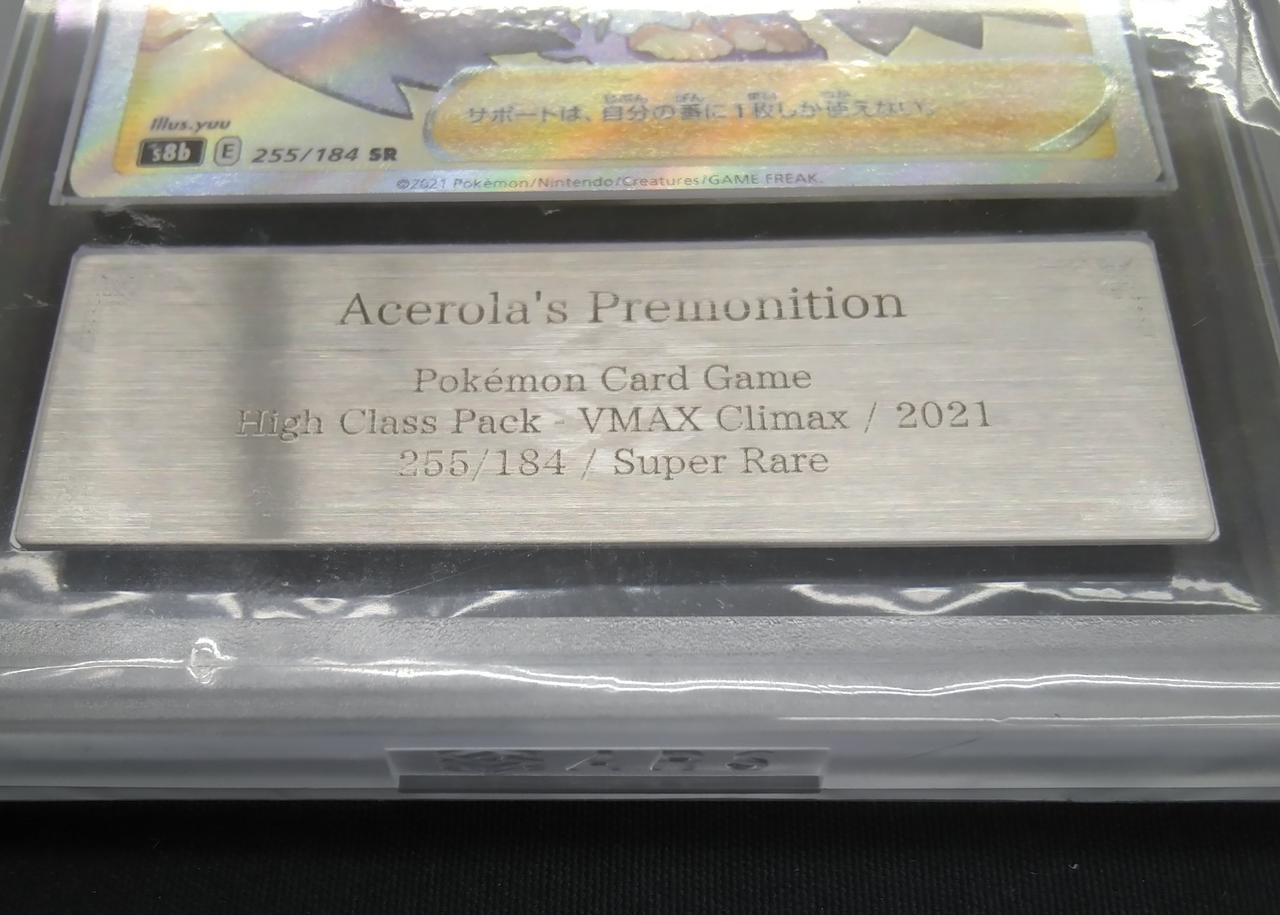 サポートは、自分の番に1枚しか使えない。
Illus.yuu
s8b E 255/184 SR
©2021 Pokémon/Nintendo/Creatures/GAME FREAK.
Acerola's Premonition
Pokémon Card Game
High Class Pack - VMAX Climax / 2021
255/184 / Super Rare
ARS